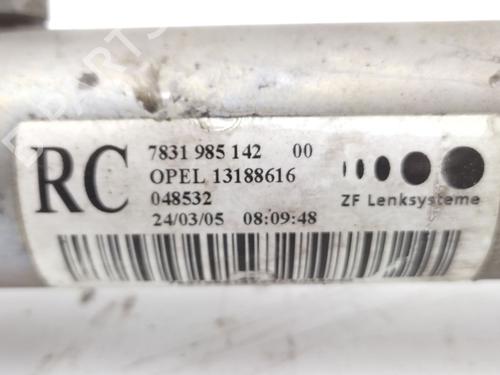 RC
7831 985 142 00
OPEL 13188616
048532
24/03/05 08:09:48
ZF Lenksysteme